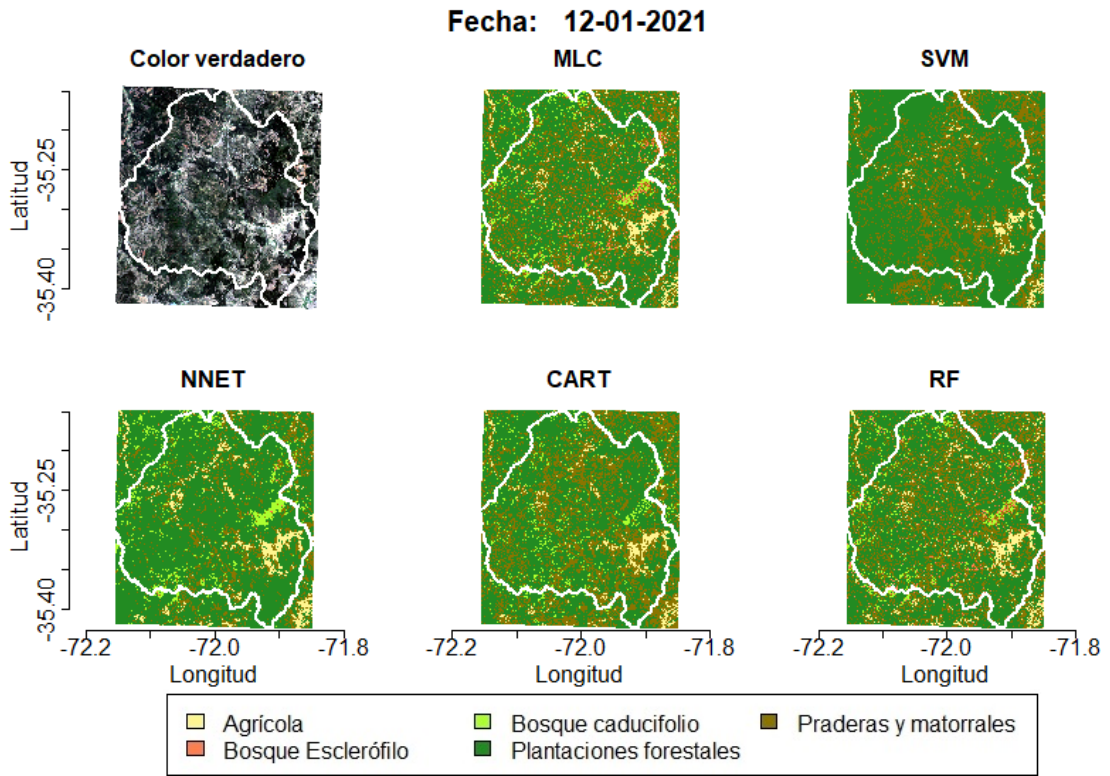 Fecha: 12-01-2021
Color verdadero MLC SVM
Latitud
-35.25
-35.40
NNET CART RF
Latitud
-35.25
-35.40
-72.2 -72.0 -71.8 -72.2 -72.0 -71.8 -72.2 -72.0 -71.8
Longitud Longitud Longitud
Agrícola Bosque caducifolio Praderas y matorrales
Bosque Esclerófilo Plantaciones forestales